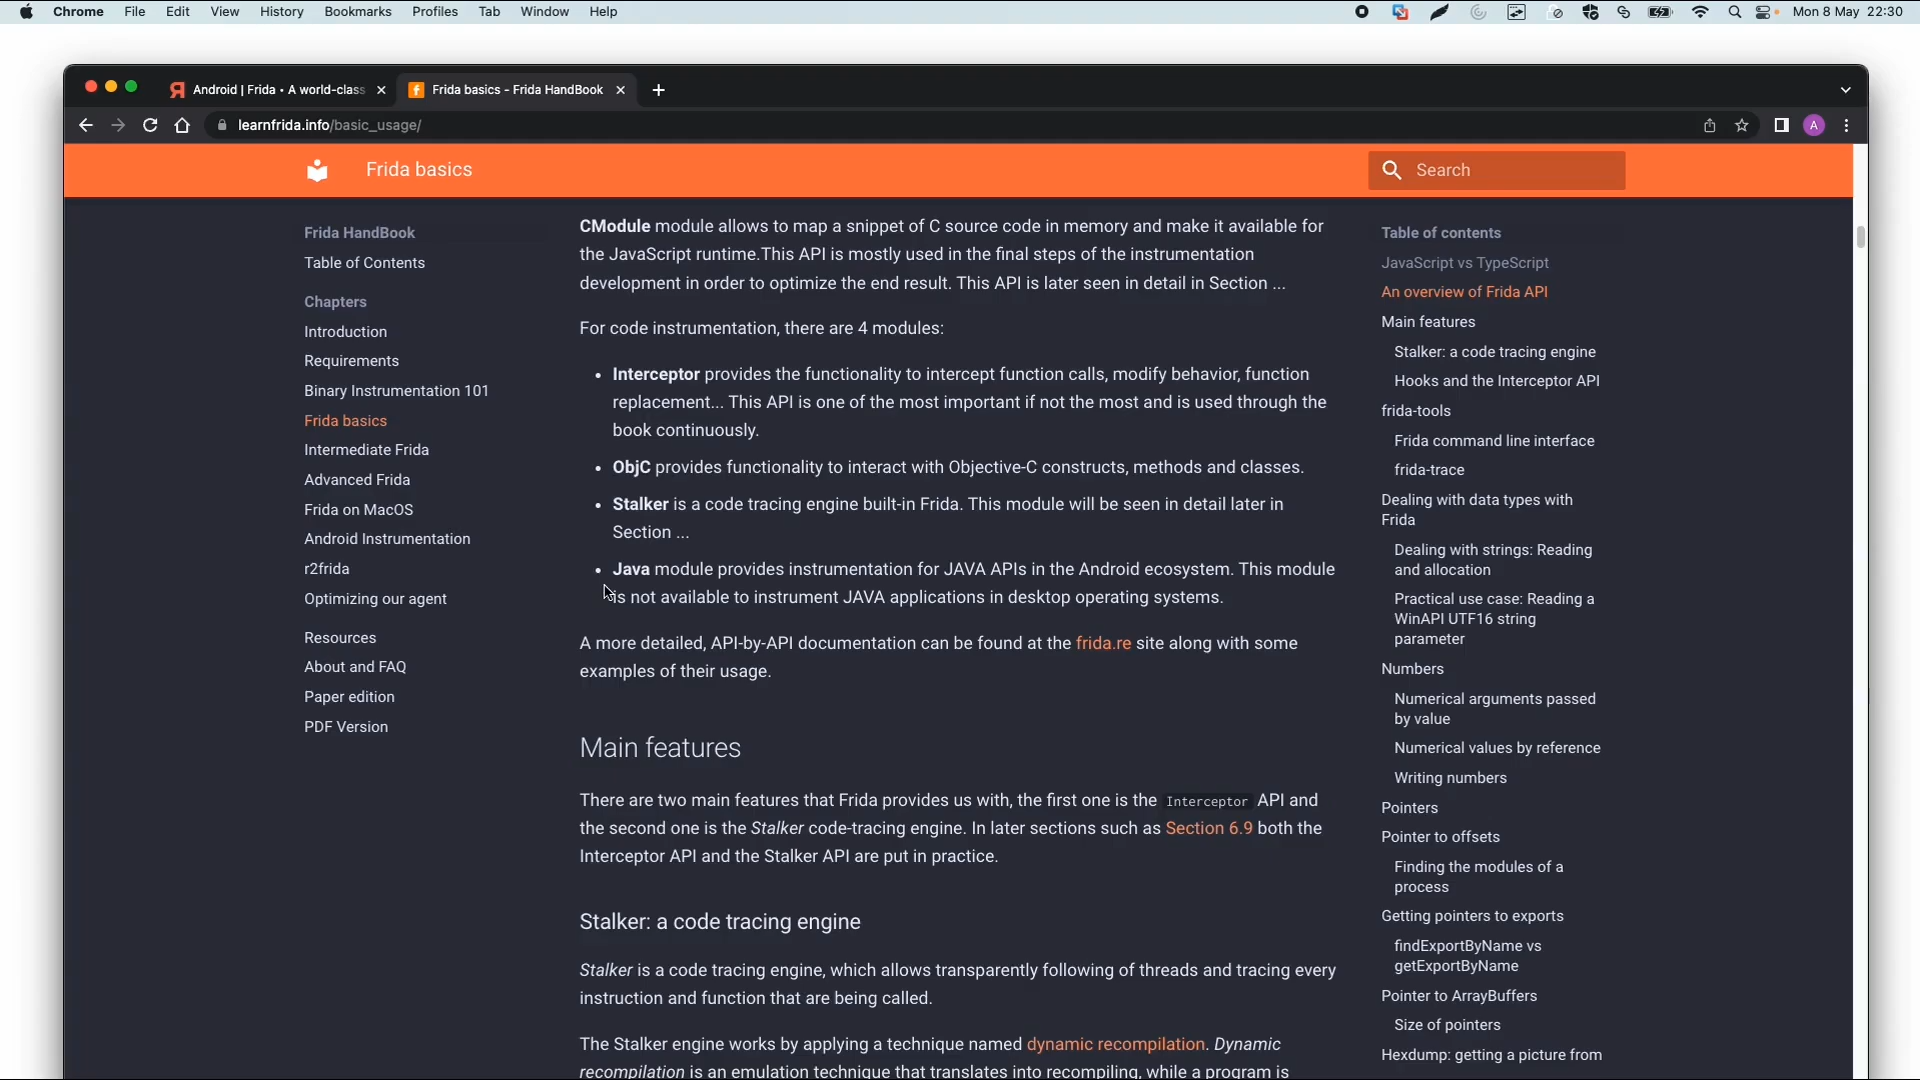 Chrome File Edit View History Bookmarks Profiles Tab Window Help Mon 8 May 22:30
Android | Frida • A world-class Frida basics - Frida HandBook
learnfrida.info/basic_usage/ A
Frida basics Search
Frida HandBook
Table of Contents
Chapters
Introduction
Requirements
Binary Instrumentation 101
Frida basics
Intermediate Frida
Advanced Frida
Frida on MacOS
Android Instrumentation
r2frida
Optimizing our agent
Resources
About and FAQ
Paper edition
PDF Version
CModule module allows to map a snippet of C source code in memory and make it available for
the JavaScript runtime.This API is mostly used in the final steps of the instrumentation
development in order to optimize the end result. This API is later seen in detail in Section ...
For code instrumentation, there are 4 modules:
• Interceptor provides the functionality to intercept function calls, modify behavior, function
replacement... This API is one of the most important if not the most and is used through the
book continuously.
• ObjC provides functionality to interact with Objective-C constructs, methods and classes.
• Stalker is a code tracing engine built-in Frida. This module will be seen in detail later in
Section ...
• Java module provides instrumentation for JAVA APIs in the Android ecosystem. This module
is not available to instrument JAVA applications in desktop operating systems.
A more detailed, API-by-API documentation can be found at the frida.re site along with some
examples of their usage.
Main features
There are two main features that Frida provides us with, the first one is the Interceptor API and
the second one is the Stalker code-tracing engine. In later sections such as Section 6.9 both the
Interceptor API and the Stalker API are put in practice.
Stalker: a code tracing engine
Stalker is a code tracing engine, which allows transparently following of threads and tracing every
instruction and function that are being called.
The Stalker engine works by applying a technique named dynamic recompilation. Dynamic
recompilation is an emulation technique that translates into recompiling, while a program is
Table of contents
JavaScript vs TypeScript
An overview of Frida API
Main features
Stalker: a code tracing engine
Hooks and the Interceptor API
frida-tools
Frida command line interface
frida-trace
Dealing with data types with
Frida
Dealing with strings: Reading
and allocation
Practical use case: Reading a
WinAPI UTF16 string
parameter
Numbers
Numerical arguments passed
by value
Numerical values by reference
Writing numbers
Pointers
Pointer to offsets
Finding the modules of a
process
Getting pointers to exports
findExportByName vs
getExportByName
Pointer to ArrayBuffers
Size of pointers
Hexdump: getting a picture from